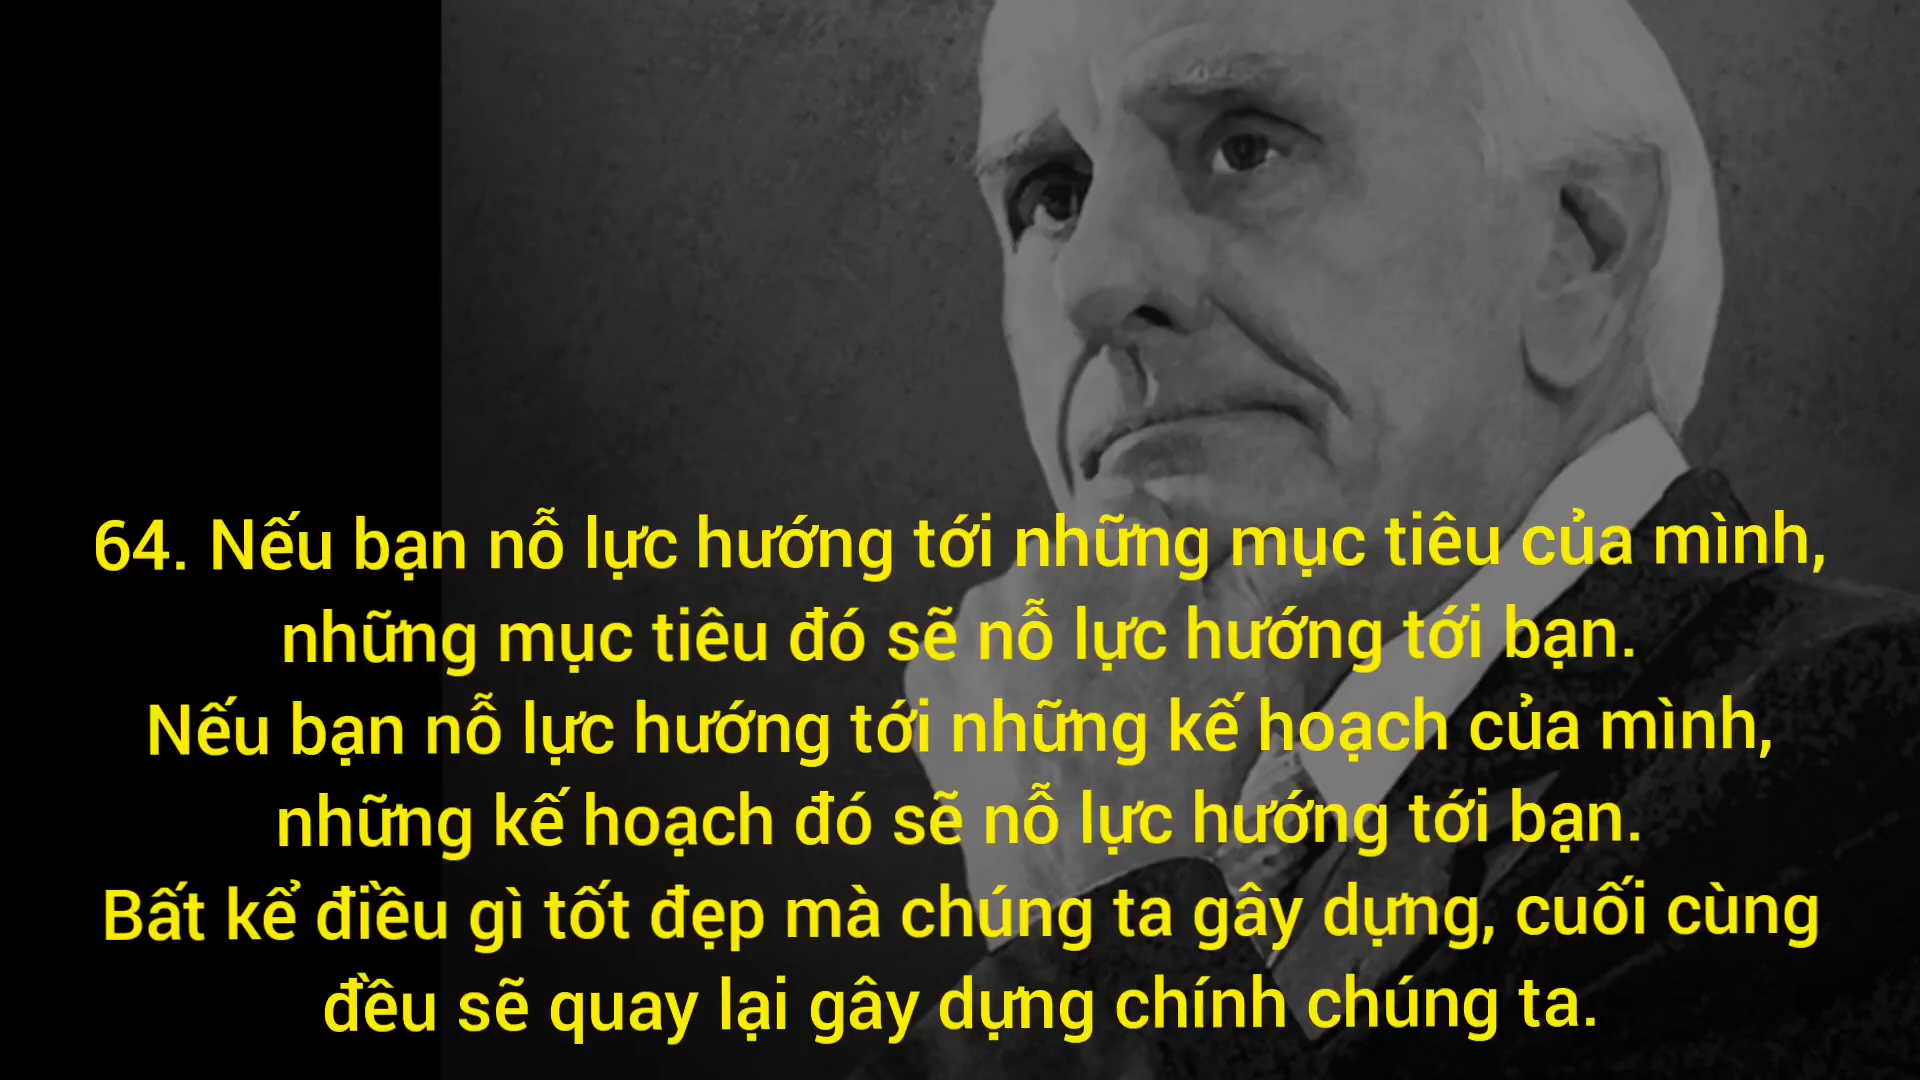 64. Nếu bạn nỗ lực hướng tới những mục tiêu của mình,
những mục tiêu đó sẽ nỗ lực hướng tới bạn.
Nếu bạn nỗ lực hướng tới những kế hoạch của mình,
những kế hoạch đó sẽ nỗ lực hướng tới bạn.
Bất kể điều gì tốt đẹp mà chúng ta gây dựng, cuối cùng
đều sẽ quay lại gây dựng chính chúng ta.